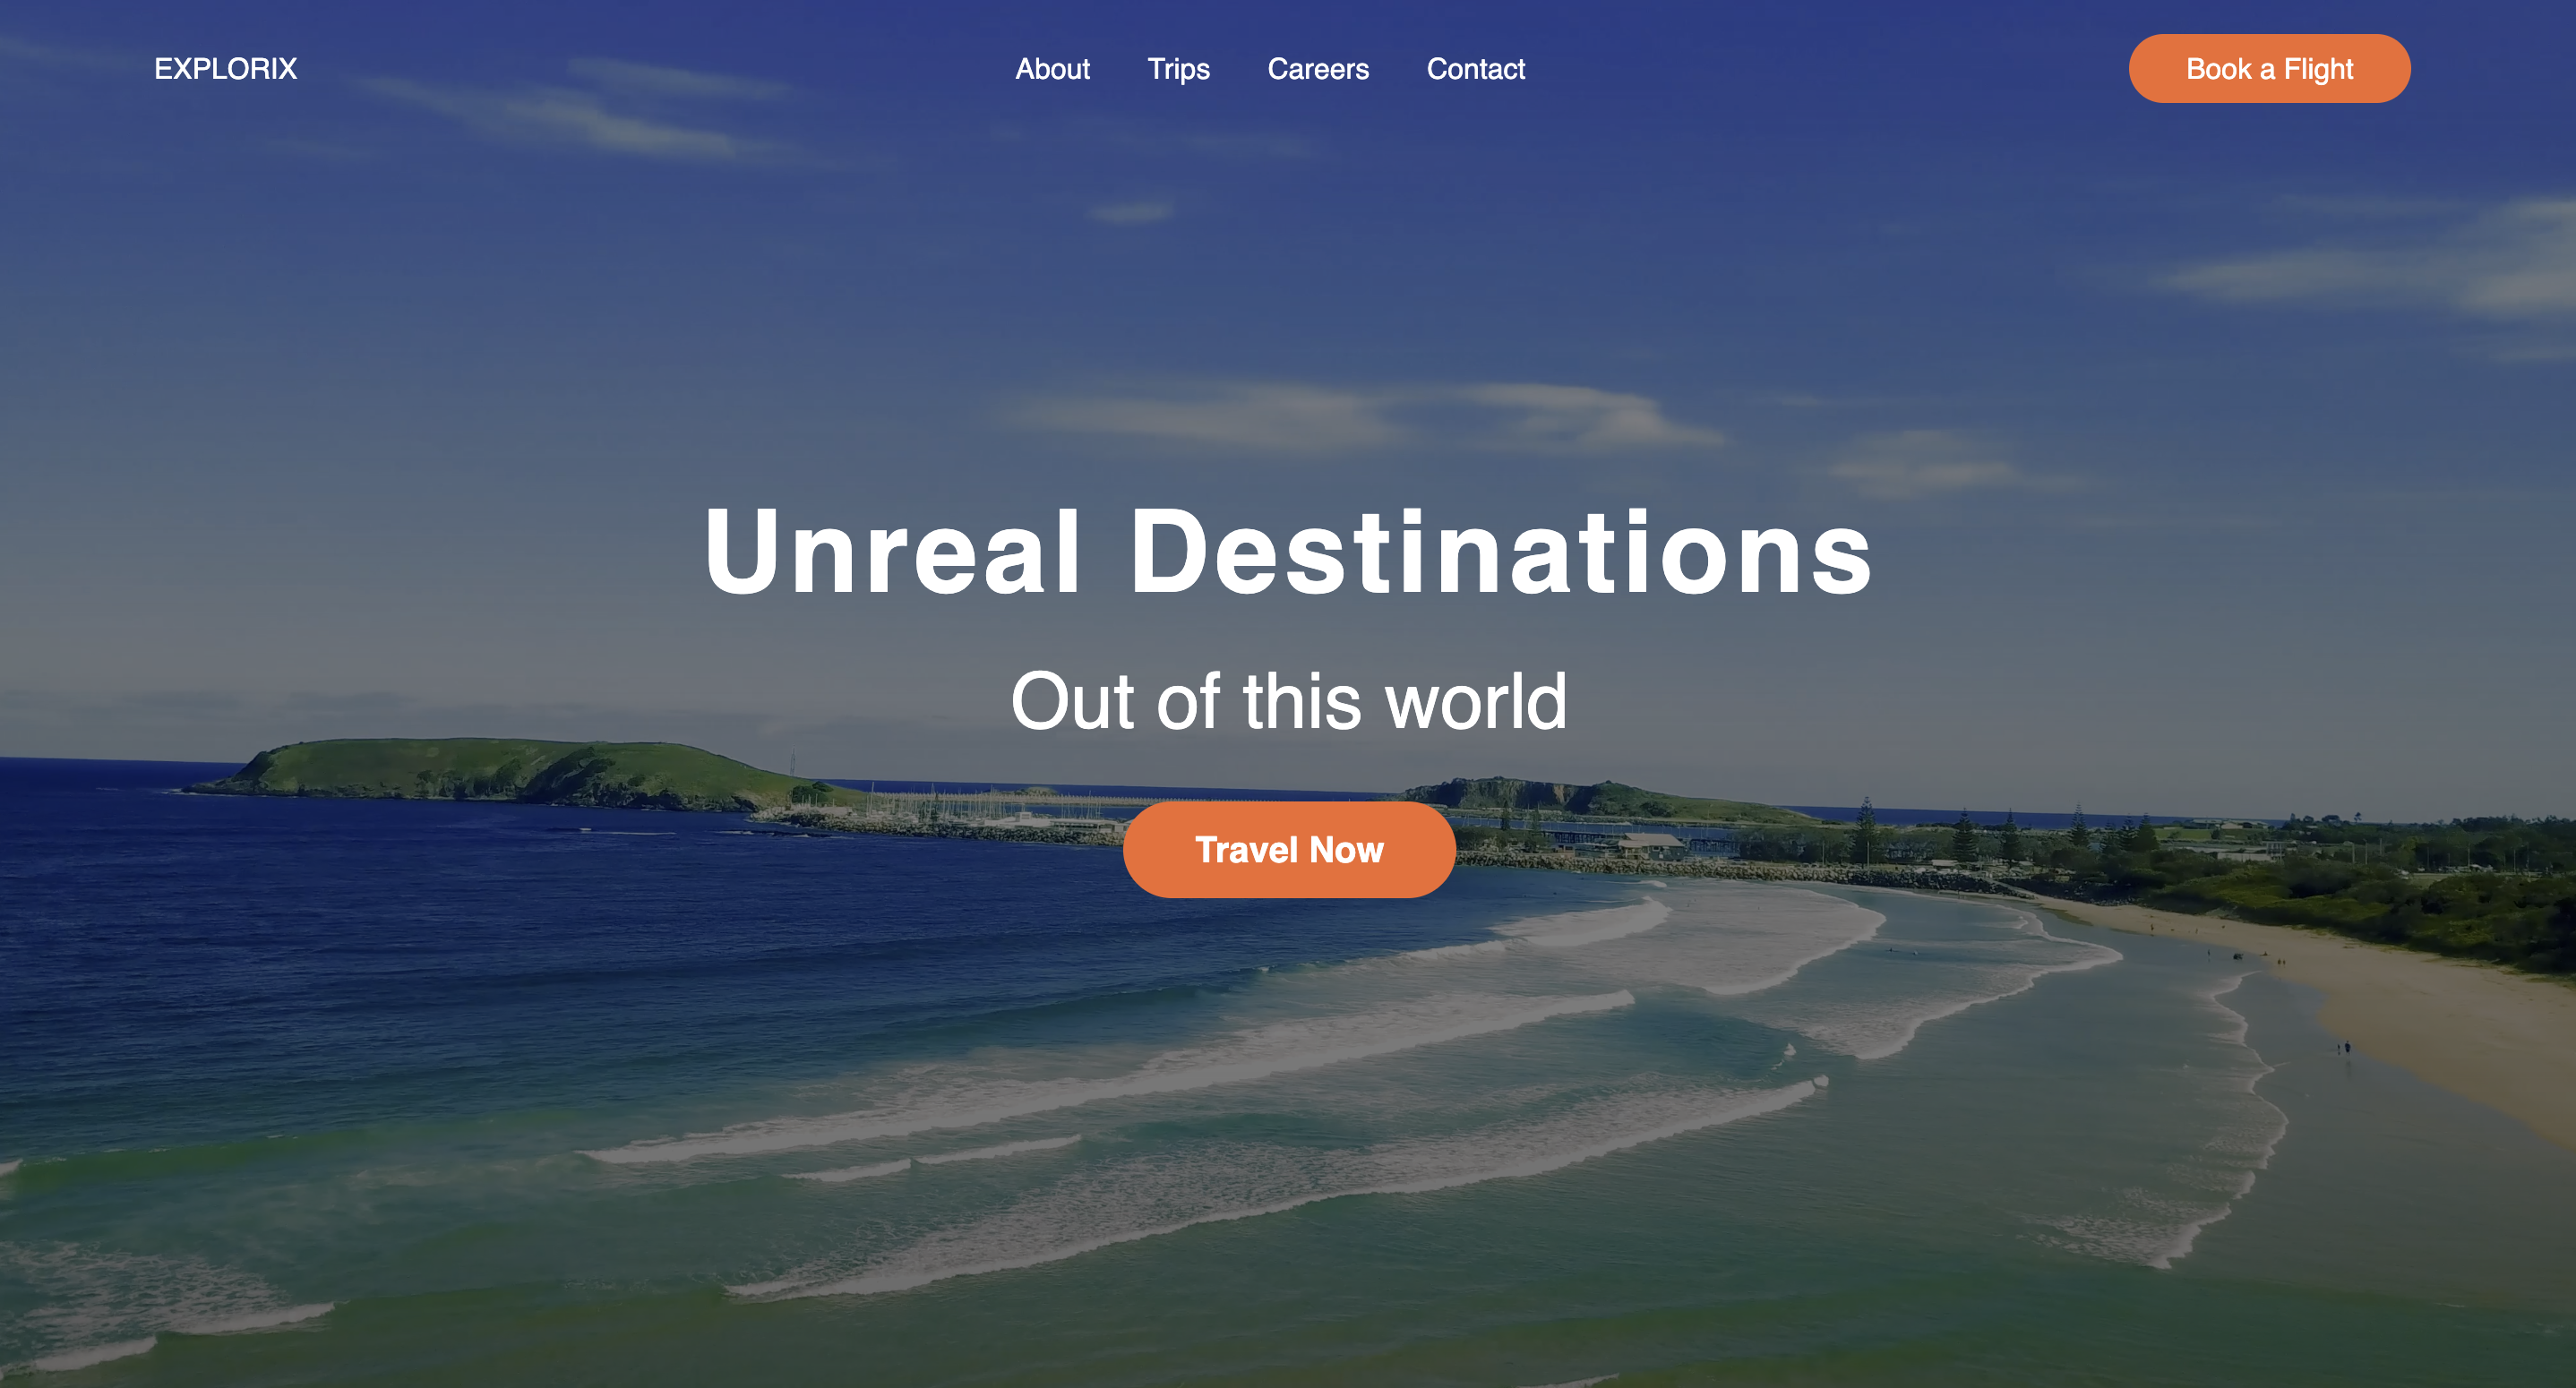 EXPLORIX
About Trips Careers Contact
Book a Flight
Unreal Destinations
Out of this world
Travel Now